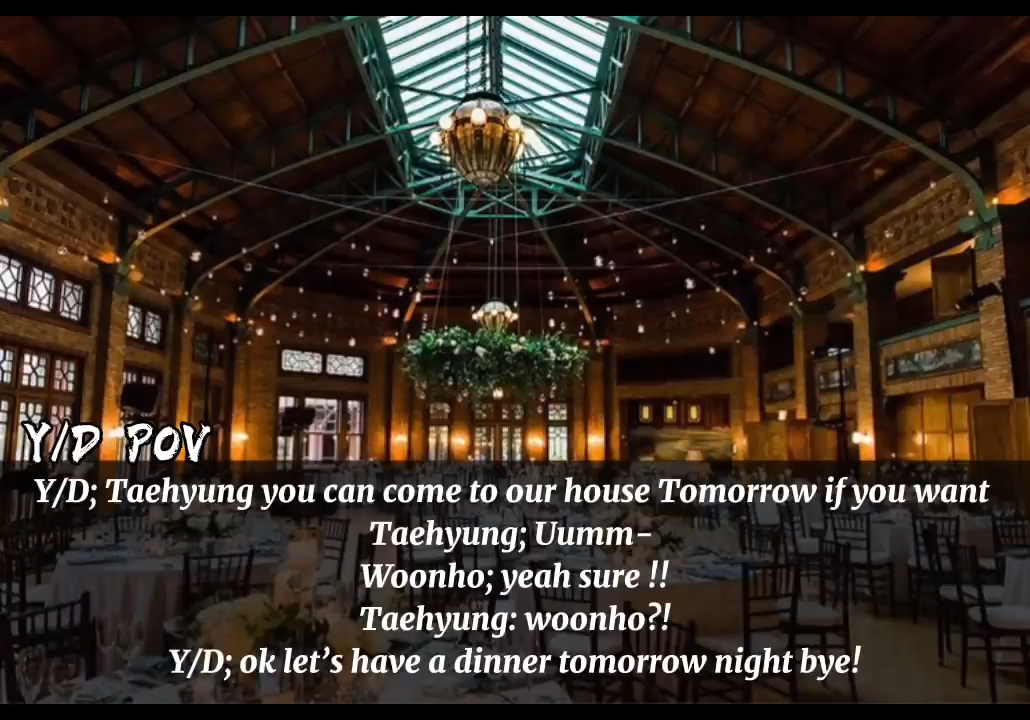 Y/D POV
Y/D; Taehyung you can come to our house Tomorrow if you want
Taehyung; Uumm-
Woonho; yeah sure !!
Taehyung: woonho?!
Y/D; ok let's have a dinner tomorrow night bye!